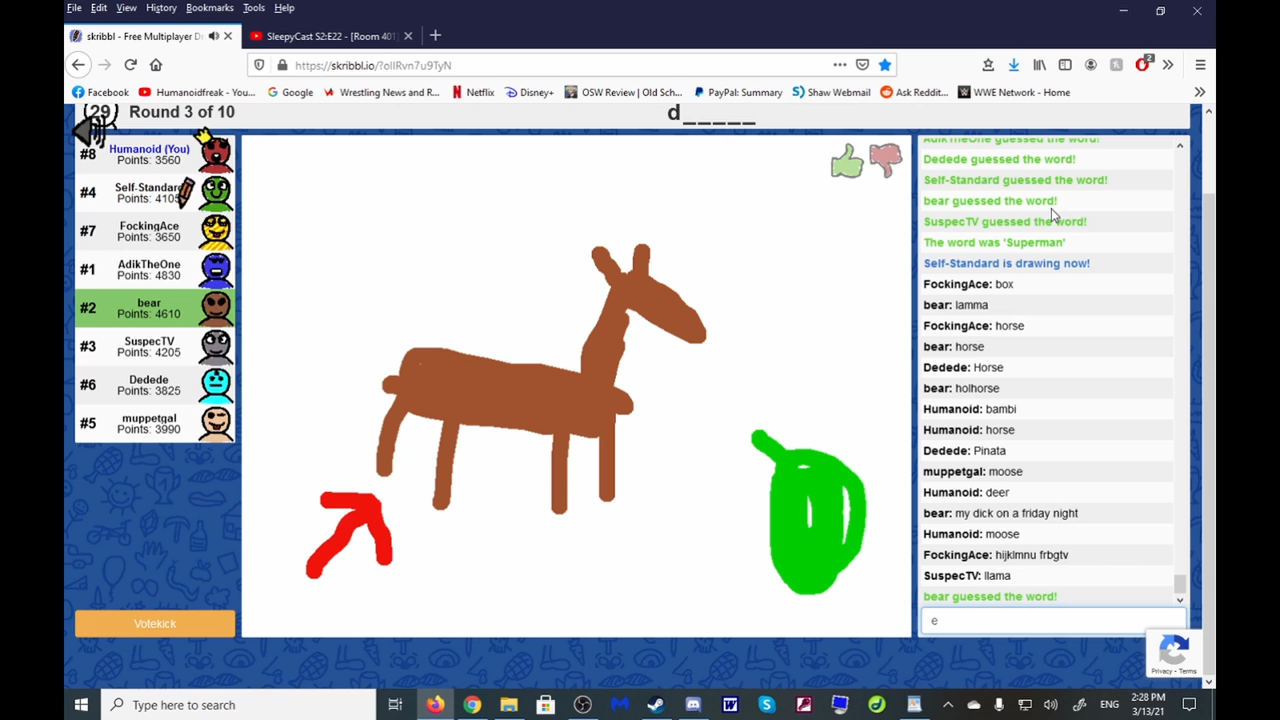 File Edit View History Bookmarks Tools Help
skribbl - Free Multiplayer Dr
SleepyCast S2:E22 - [Room 401]
https://skribbl.io/?olIRvn7u9TyN
Facebook Humanoidfreak - You... Google Wrestling News and R... Netflix Disney+ OSW Review | Old Sch... PayPal: Summary Shaw Webmail Ask Reddit... WWE Network - Home
29 Round 3 of 10
d_____
#8 Humanoid (You)
Points: 3560
#4 Self-Standard
Points: 4105
#7 FockingAce
Points: 3650
#1 AdikTheOne
Points: 4830
#2 bear
Points: 4610
#3 SuspecTV
Points: 4205
#6 Dedede
Points: 3825
#5 muppetgal
Points: 3990
Votekick
AdikTheOne guessed the word!
Dedede guessed the word!
Self-Standard guessed the word!
bear guessed the word!
SuspecTV guessed the word!
The word was 'Superman'
Self-Standard is drawing now!
FockingAce: box
bear: lamma
FockingAce: horse
bear: horse
Dedede: Horse
bear: holhorse
Humanoid: bambi
Humanoid: horse
Dedede: Pinata
muppetgal: moose
Humanoid: deer
bear: my dick on a friday night
Humanoid: moose
FockingAce: hijklmnu frbgtv
SuspecTV: llama
bear guessed the word!
e
Privacy - Terms
Type here to search
ENG
2:28 PM
3/13/21